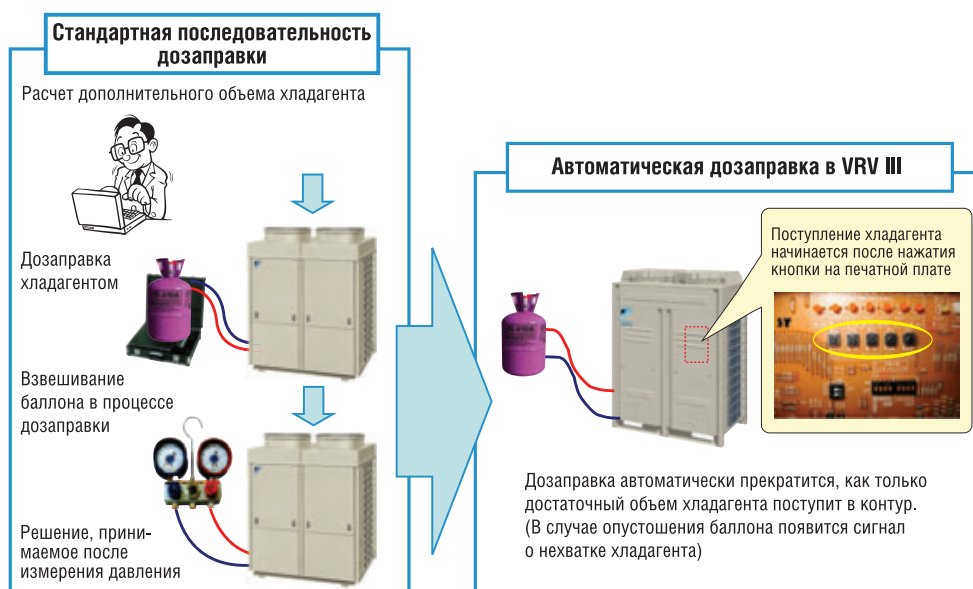 Стандартная последовательность
дозаправки
Расчет дополнительного объема хладагента
Дозаправка
хладагентом
Взвешивание
баллона в процессе
дозаправки
Решение, прини-
маемое после
измерения давления
Автоматическая дозаправка в VRV III
Поступление хладагента
начинается после нажатия
кнопки на печатной плате
Дозаправка автоматически прекратится, как только
достаточный объем хладагента поступит в контур.
(В случае опустошения баллона появится сигнал
о нехватке хладагента)